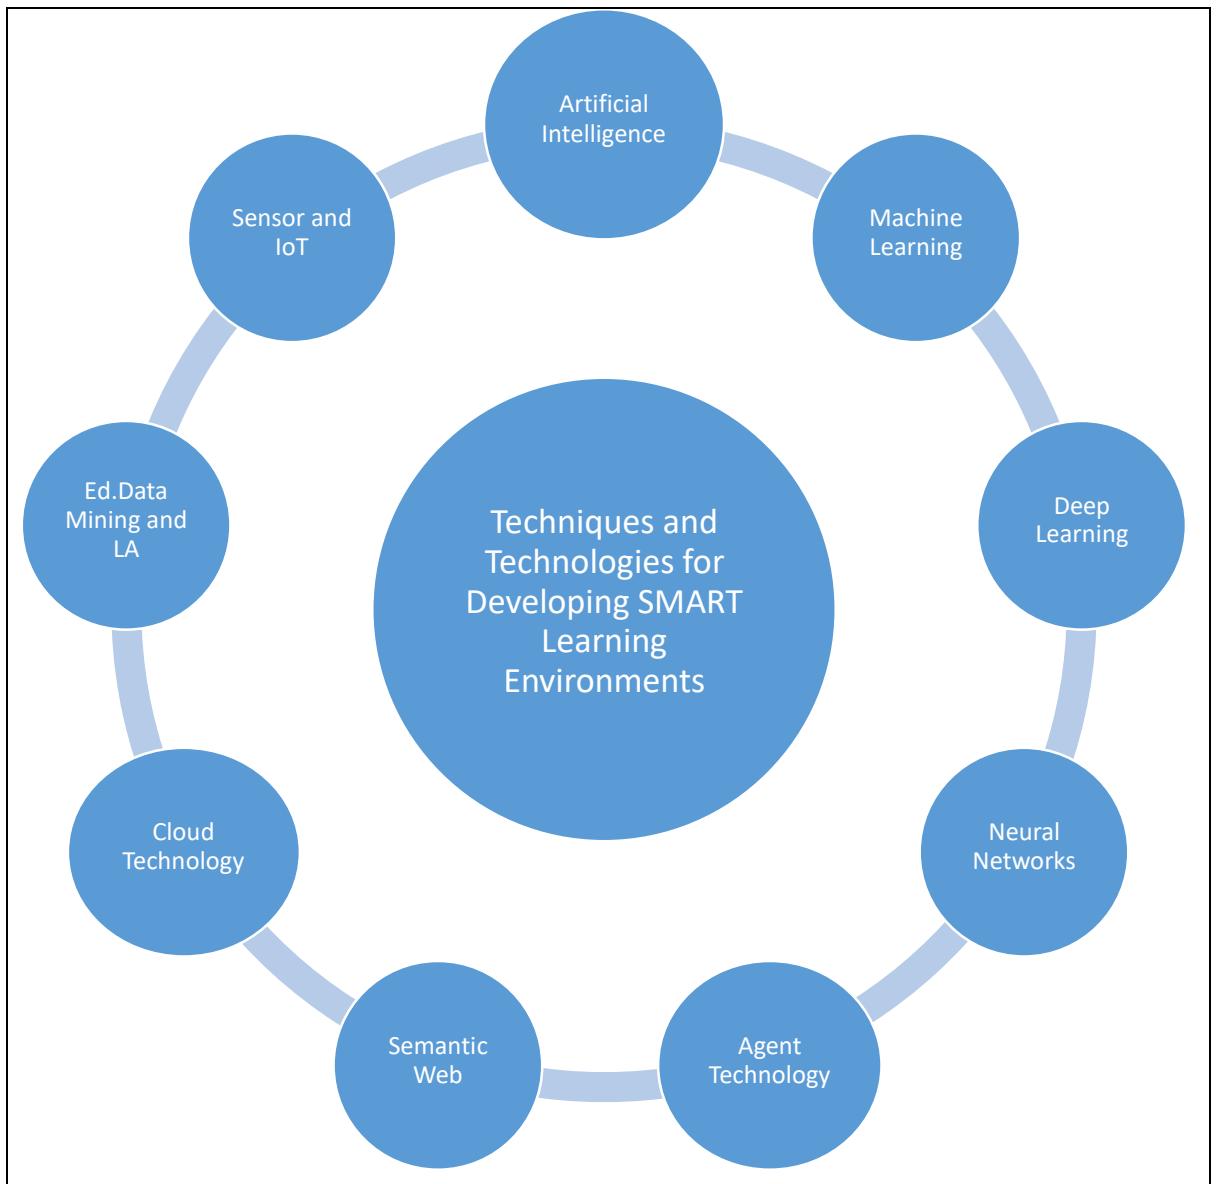 Artificial
Intelligence
Machine
Learning
Deep
Learning
Neural
Networks
Agent
Technology
Semantic
Web
Cloud
Technology
Ed.Data
Mining and
LA
Sensor and
IoT
Techniques and
Technologies for
Developing SMART
Learning
Environments